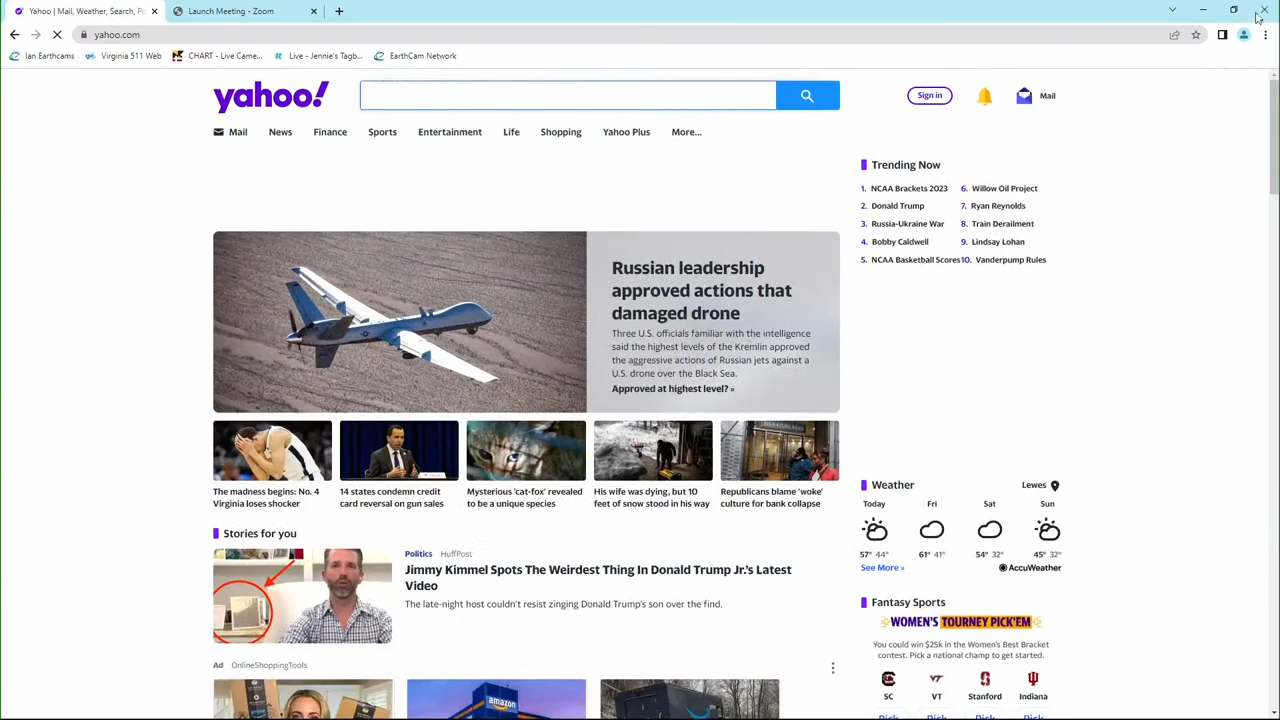 Yahoo | Mail, Weather, Search, Po
Launch Meeting - Zoom
yahoo.com
Ian Earthcams
Virginia 511 Web
CHART - Live Came...
Live - Jennie's Tagb...
EarthCam Network
yahoo!
Sign in
Mail
Mail
News
Finance
Sports
Entertainment
Life
Shopping
Yahoo Plus
More...
Trending Now
1. NCAA Brackets 2023
2. Donald Trump
3. Russia-Ukraine War
4. Bobby Caldwell
5. NCAA Basketball Scores
6. Willow Oil Project
7. Ryan Reynolds
8. Train Derailment
9. Lindsay Lohan
10. Vanderpump Rules
Russian leadership
approved actions that
damaged drone
Three U.S. officials familiar with the intelligence
said the highest levels of the Kremlin approved
the aggressive actions of Russian jets against a
U.S. drone over the Black Sea.
Approved at highest level? »
The madness begins: No. 4
Virginia loses shocker
14 states condemn credit
card reversal on gun sales
Mysterious 'cat-fox' revealed
to be a unique species
His wife was dying, but 10
feet of snow stood in his way
Republicans blame 'woke'
culture for bank collapse
Weather
Lewes
Today
Fri
Sat
Sun
57° 44°
61° 41°
54° 32°
45° 32°
See More »
AccuWeather
Stories for you
Politics HuffPost
Jimmy Kimmel Spots The Weirdest Thing In Donald Trump Jr.'s Latest
Video
The late-night host couldn't resist zinging Donald Trump's son over the find.
Fantasy Sports
WOMEN'S TOURNEY PICK'EM
You could win $25k in the Women's Best Bracket
contest. Pick a national champ to get started.
SC
VT
Stanford
Indiana
Pick
Pick
Pick
Pick
Ad OnlineShoppingTools
amazon